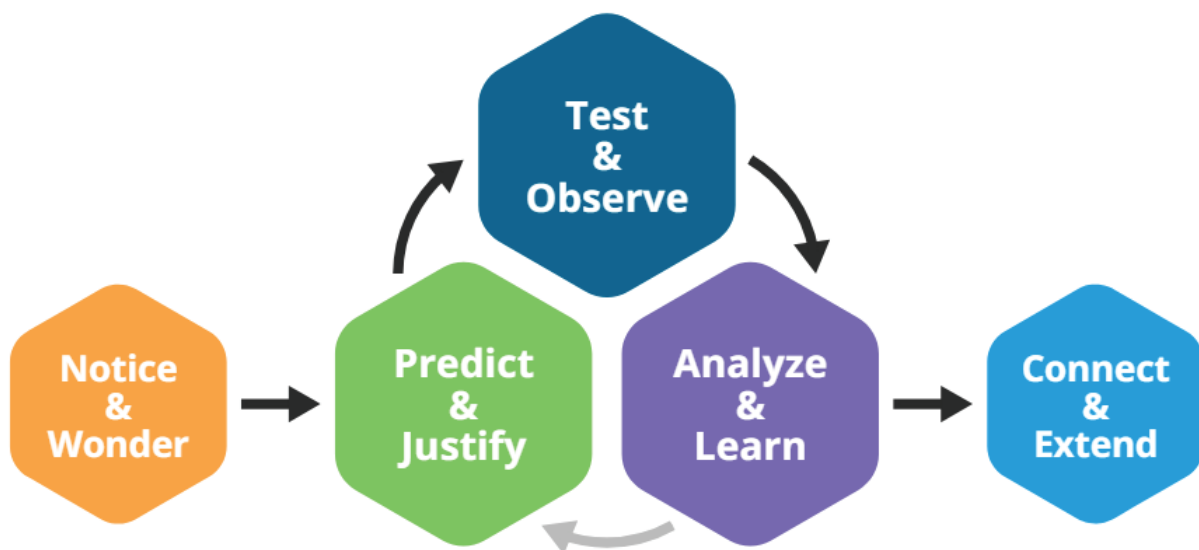 Notice
&
Wonder
Predict
&
Justify
Test
&
Observe
Analyze
&
Learn
Connect
&
Extend